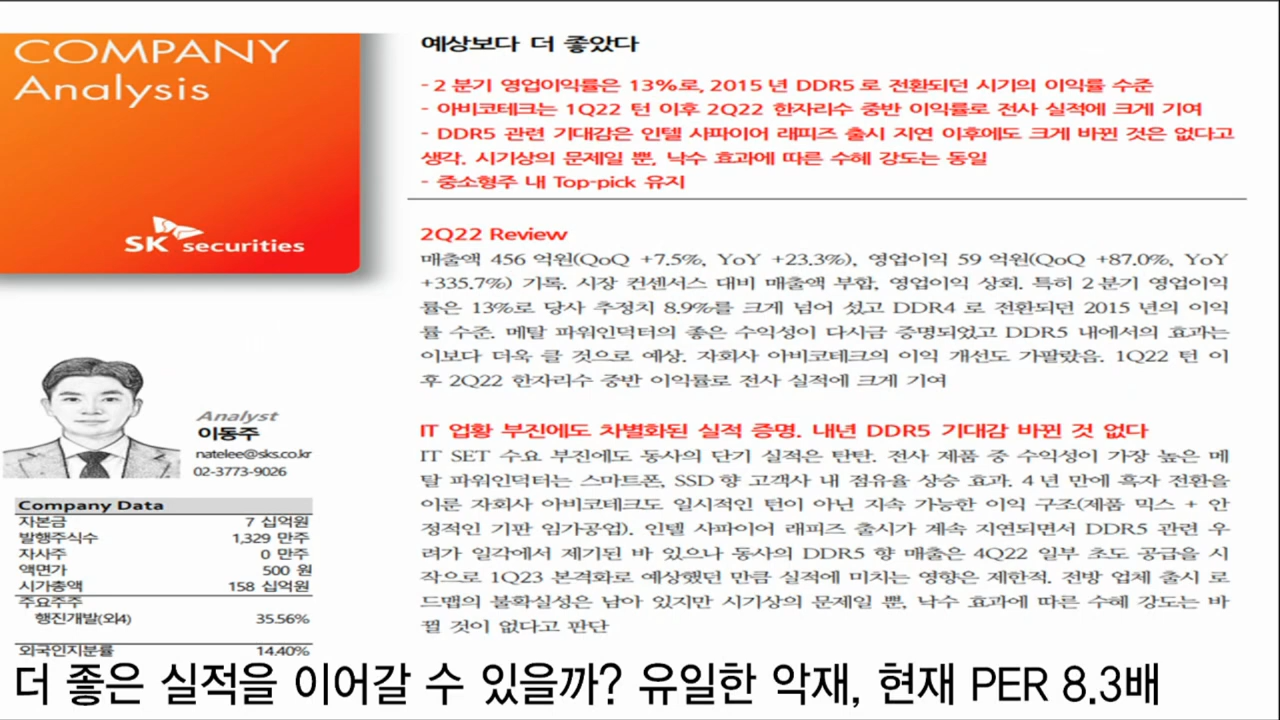 COMPANY
Analysis
SK securities
예상보다 더 좋았다
- 2 분기 영업이익률은 13%로, 2015 년 DDR5 로 전환되던 시기의 이익률 수준
- 아비코테크는 1Q22 턴 이후 2Q22 한자리수 중반 이익률로 전사 실적에 크게 기여
- DDR5 관련 기대감은 인텔 사파이어 래피즈 출시 지연 이후에도 크게 바뀐 것은 없다고
생각. 시기상의 문제일 뿐, 낙수 효과에 따른 수혜 강도는 동일
- 중소형주 내 Top-pick 유지
2Q22 Review
매출액 456 억원(QoQ +7.5%, YoY +23.3%), 영업이익 59 억원(QoQ +87.0%, YoY
+335.7%) 기록. 시장 컨센서스 대비 매출액 부합, 영업이익 상회. 특히 2 분기 영업이익
률은 13%로 당사 추정치 8.9%를 크게 넘어 섰고 DDR4 로 전환되던 2015 년의 이익
률 수준. 메탈 파워인덕터의 좋은 수익성이 다시금 증명되었고 DDR5 내에서의 효과는
이보다 더욱 클 것으로 예상. 자회사 아비코테크의 이익 개선도 가팔랐음. 1Q22 턴 이
후 2Q22 한자리수 중반 이익률로 전사 실적에 크게 기여
IT 업황 부진에도 차별화된 실적 증명. 내년 DDR5 기대감 바뀐 것 없다
IT SET 수요 부진에도 동사의 단기 실적은 탄탄. 전사 제품 중 수익성이 가장 높은 메
탈 파워인덕터는 스마트폰, SSD 향 고객사 내 점유율 상승 효과. 4 년 만에 흑자 전환을
이룬 자회사 아비코테크도 일시적인 턴이 아닌 지속 가능한 이익 구조(제품 믹스 + 안
정적인 기판 임가공업). 인텔 사파이어 래피즈 출시가 계속 지연되면서 DDR5 관련 우
려가 일각에서 제기된 바 있으나 동사의 DDR5 향 매출은 4Q22 일부 초도 공급을 시
작으로 1Q23 본격화로 예상했던 만큼 실적에 미치는 영향은 제한적. 전방 업체 출시 로
드맵의 불확실성은 남아 있지만 시기상의 문제일 뿐, 낙수 효과에 따른 수혜 강도는 바
뀔 것이 없다고 판단
Analyst
이동주
natelee@sks.co.kr
02-3773-9026
Company Data
자본금 7 십억원
발행주식수 1,329 만주
자사주 0 만주
액면가 500 원
시가총액 158 십억원
주요주주
행진개발(외4) 35.56%
외국인지분률 14.40%
더 좋은 실적을 이어갈 수 있을까? 유일한 악재, 현재 PER 8.3배